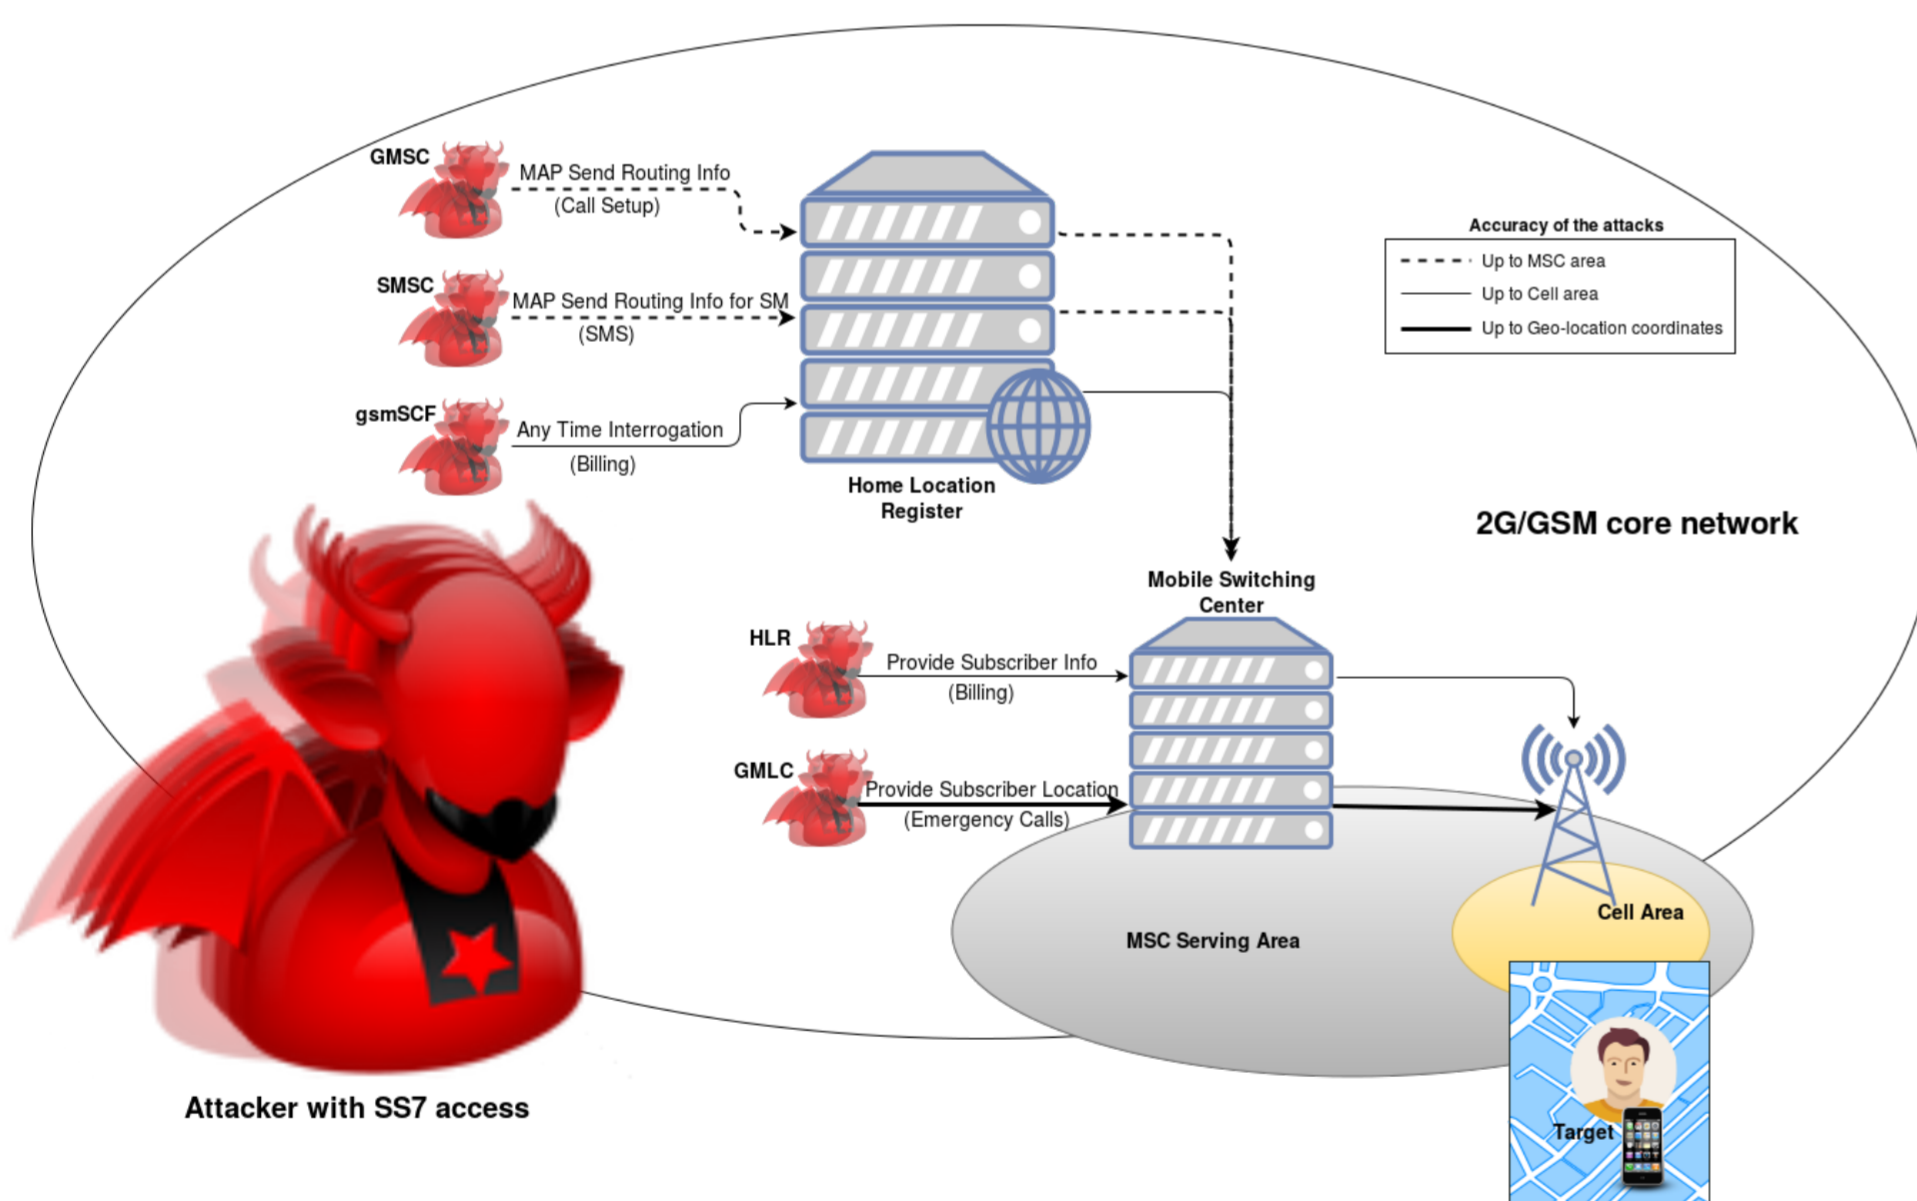 GMSC
MAP Send Routing Info
(Call Setup)
SMSC
MAP Send Routing Info for SM
(SMS)
gsmSCF
Any Time Interrogation
(Billing)
Home Location
Register
Accuracy of the attacks
Up to MSC area
Up to Cell area
Up to Geo-location coordinates
2G/GSM core network
Mobile Switching
Center
HLR
Provide Subscriber Info
(Billing)
GMLC
Provide Subscriber Location
(Emergency Calls)
MSC Serving Area
Cell Area
Target
Attacker with SS7 access